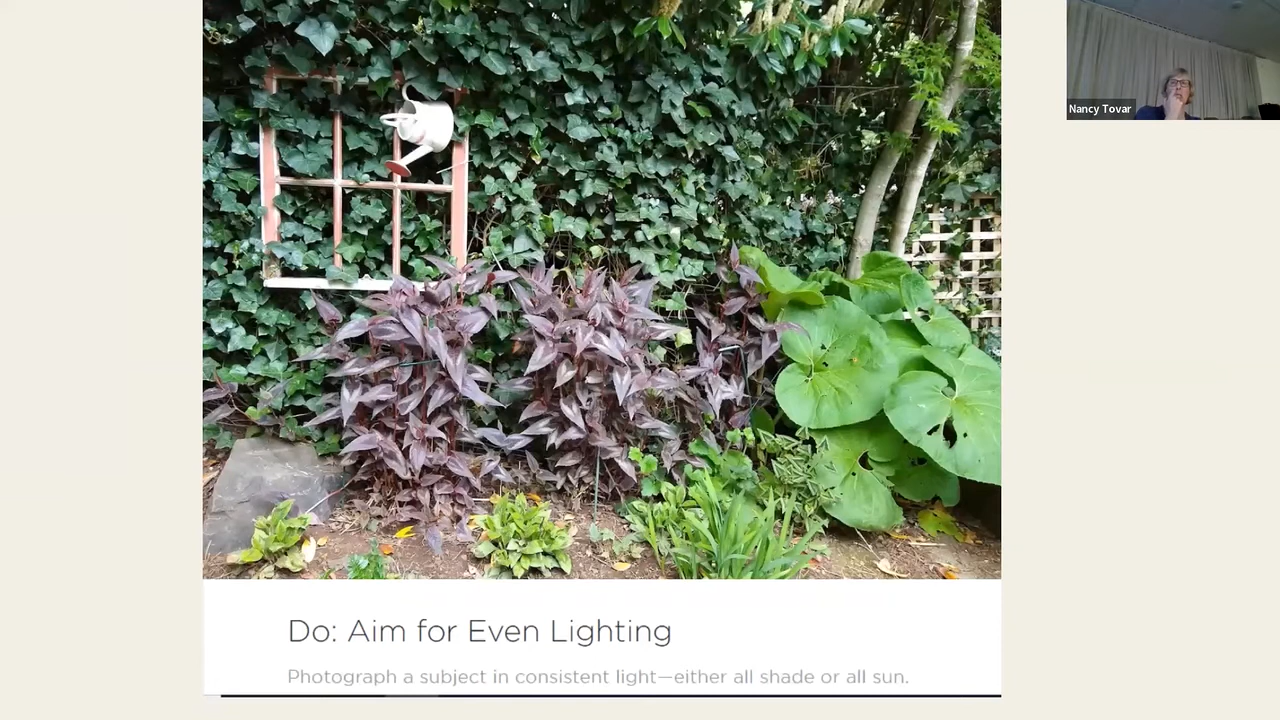 Nancy Tovar
Do: Aim for Even Lighting
Photograph a subject in consistent light—either all shade or all sun.